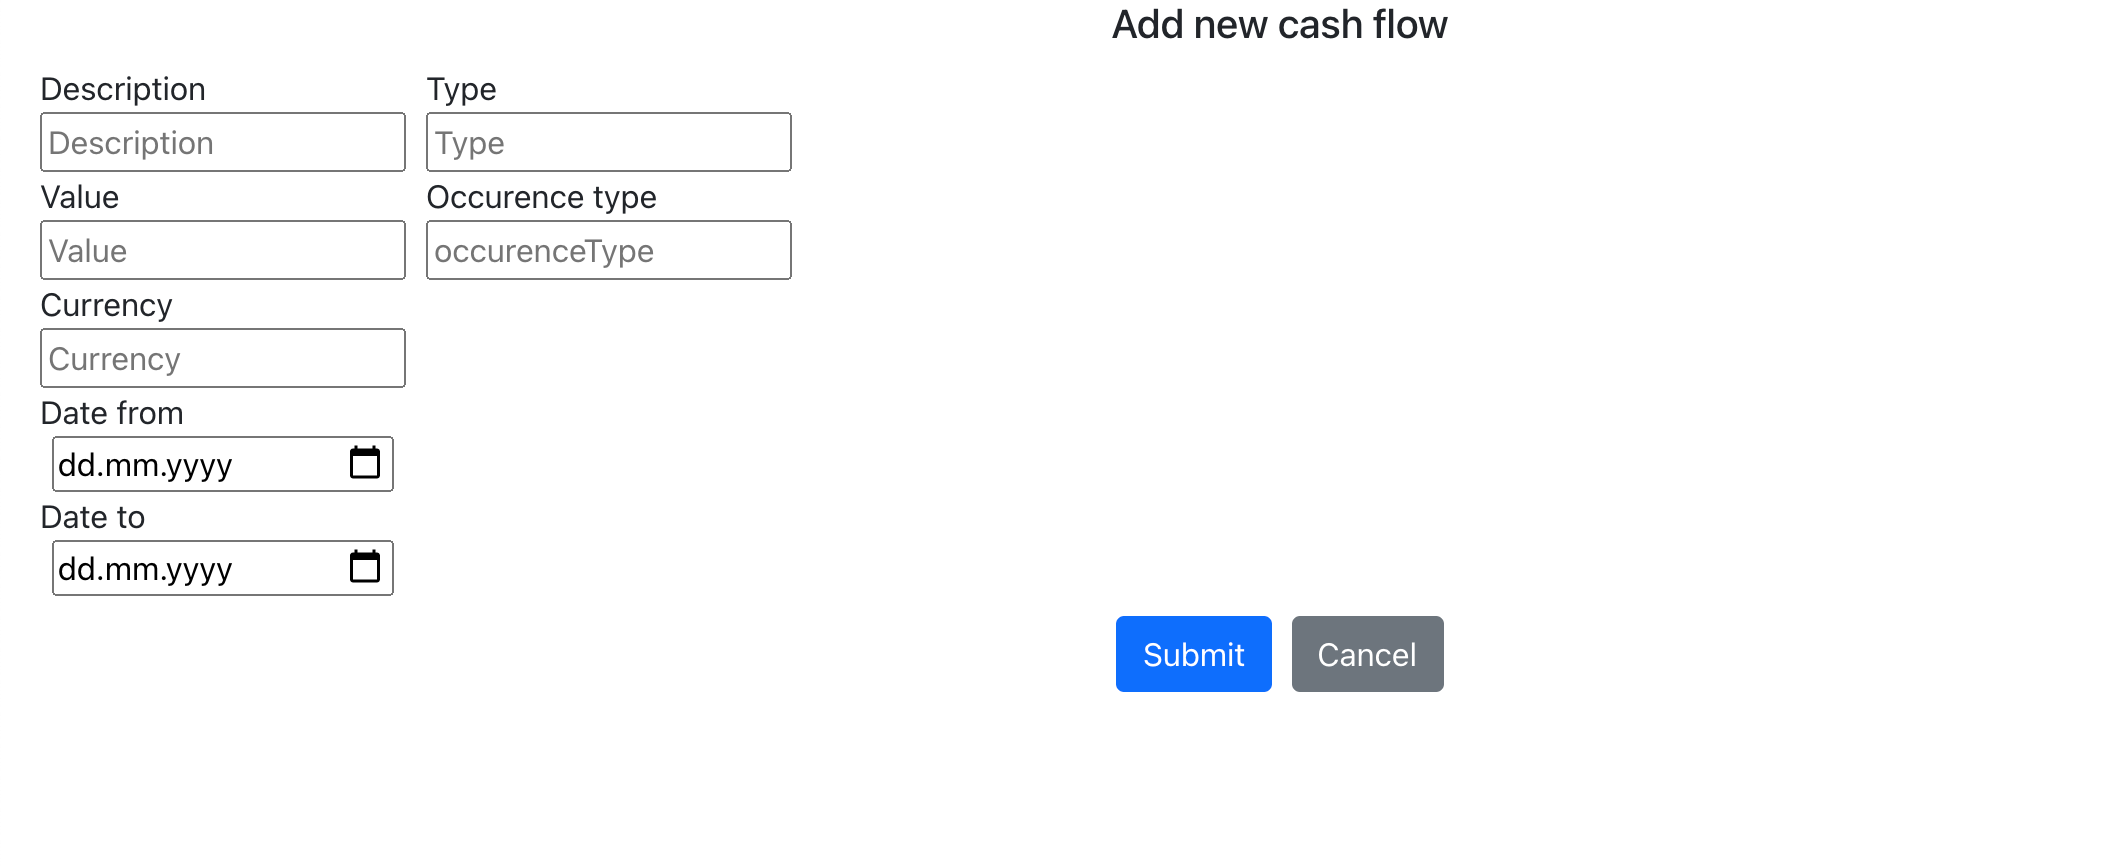 Add new cash flow
Description
Description
Value
Value
Currency
Currency
Date from
dd.mm.yyyy
Date to
dd.mm.yyyy
Type
Type
Occurence type
occurenceType
Submit
Cancel